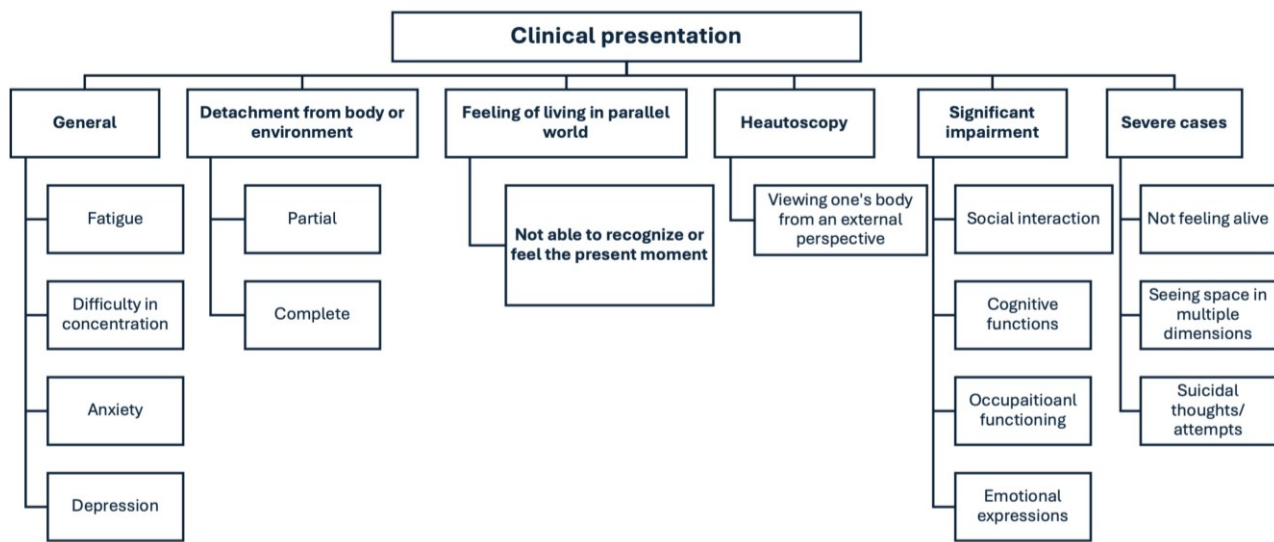 Clinical presentation
General
Fatigue
Difficulty in
concentration
Anxiety
Depression
Detachment from body or
environment
Partial
Complete
Feeling of living in parallel
world
Not able to recognize or
feel the present moment
Heautoscopy
Viewing one's body
from an external
perspective
Significant
impairment
Social interaction
Cognitive
functions
Occupaitioanl
functioning
Emotional
expressions
Severe cases
Not feeling alive
Seeing space in
multiple
dimensions
Suicidal
thoughts/
attempts